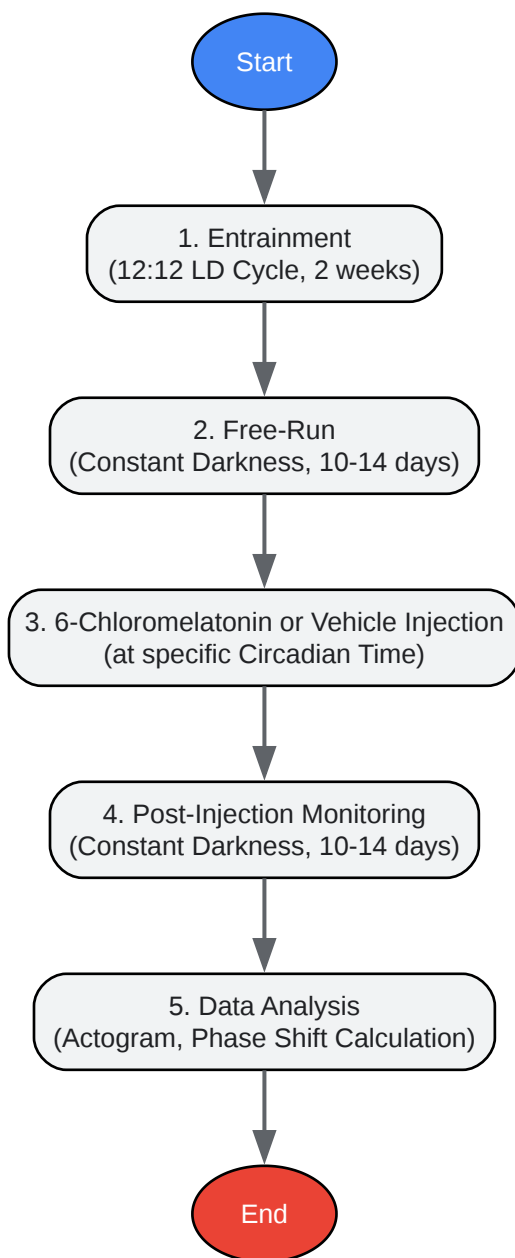 Start
1. Entrainment
(12:12 LD Cycle, 2 weeks)
2. Free-Run
(Constant Darkness, 10-14 days)
3. 6-Chloromelatonin or Vehicle Injection
(at specific Circadian Time)
4. Post-Injection Monitoring
(Constant Darkness, 10-14 days)
5. Data Analysis
(Actogram, Phase Shift Calculation)
End